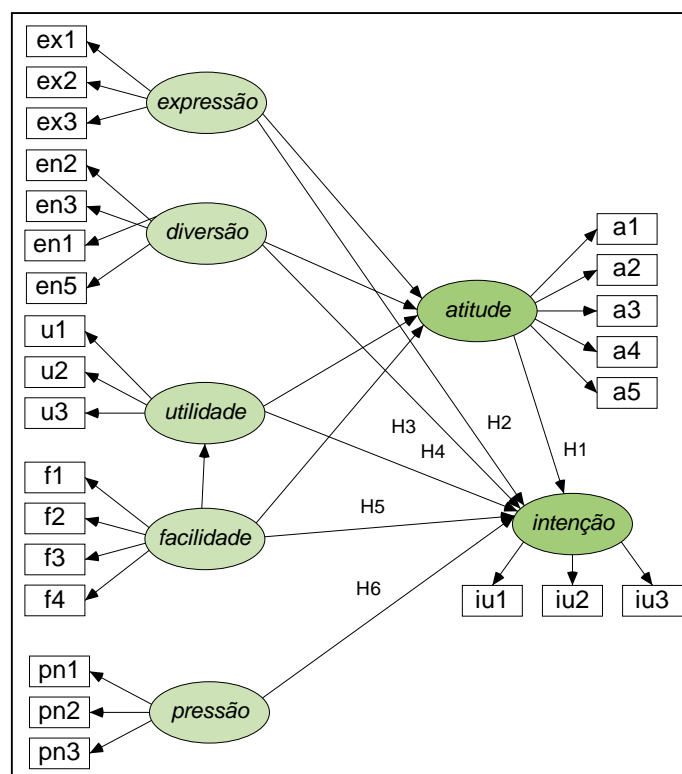 ex1
ex2
ex3
expressão
en2
en3
en1
en5
diversão
a1
a2
a3
a4
a5
atitude
u1
u2
u3
utilidade
H3
H4
H2
H1
f1
f2
f3
f4
facilidade
H5
intenção
iu1
iu2
iu3
H6
pn1
pn2
pn3
pressão